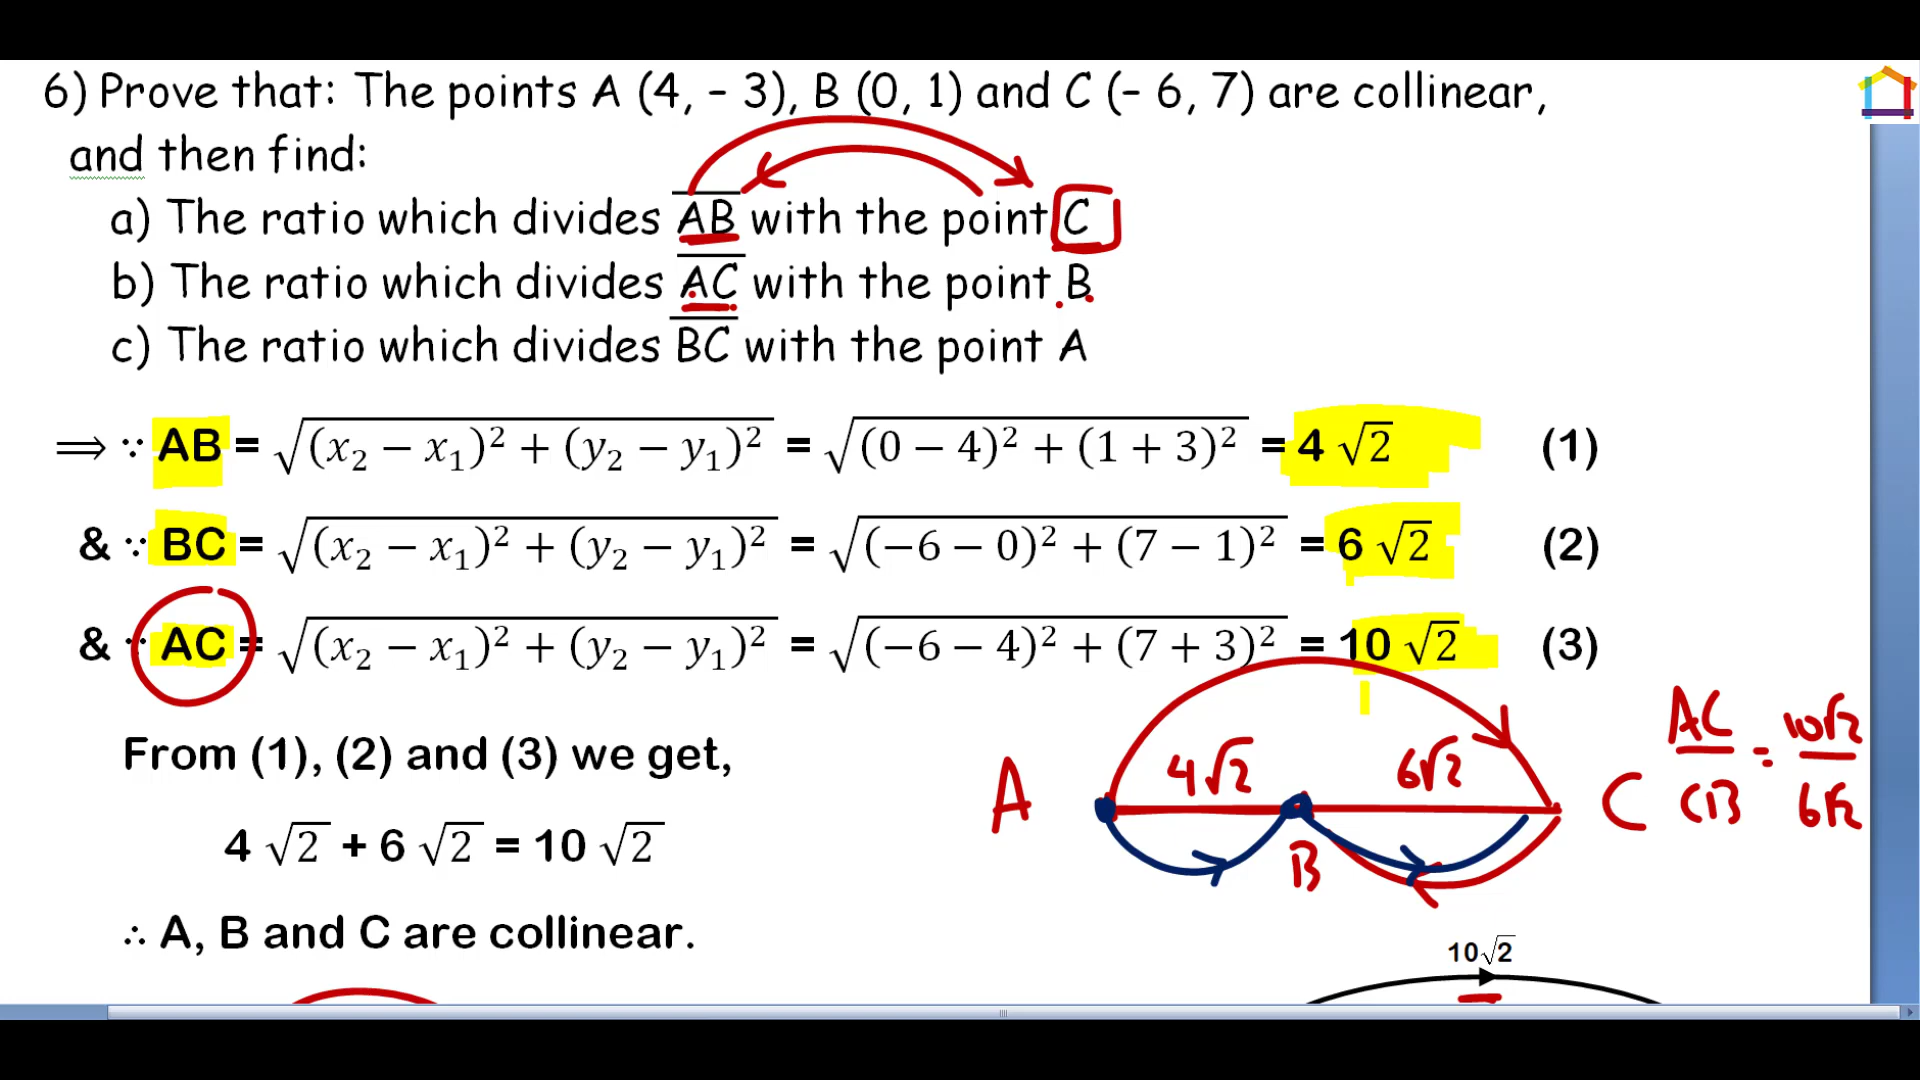 6) Prove that: The points A (4, – 3), B (0, 1) and C (– 6, 7) are collinear,
and then find:
a) The ratio which divides A̅B̅ with the point C
b) The ratio which divides A̅C̅ with the point B
c) The ratio which divides B̅C̅ with the point A
⟹ ∵ AB = √((x₂ − x₁)² + (y₂ − y₁)²) = √((0 − 4)² + (1 + 3)²) = 4 √2 (1)
& ∵ BC = √((x₂ − x₁)² + (y₂ − y₁)²) = √((−6 − 0)² + (7 − 1)²) = 6 √2 (2)
& ∵ AC = √((x₂ − x₁)² + (y₂ − y₁)²) = √((−6 − 4)² + (7 + 3)²) = 10 √2 (3)
From (1), (2) and (3) we get,
4 √2 + 6 √2 = 10 √2
∴ A, B and C are collinear.
A 4√2 B 6√2 C
AC/CB = 10√2/6√2
10√2